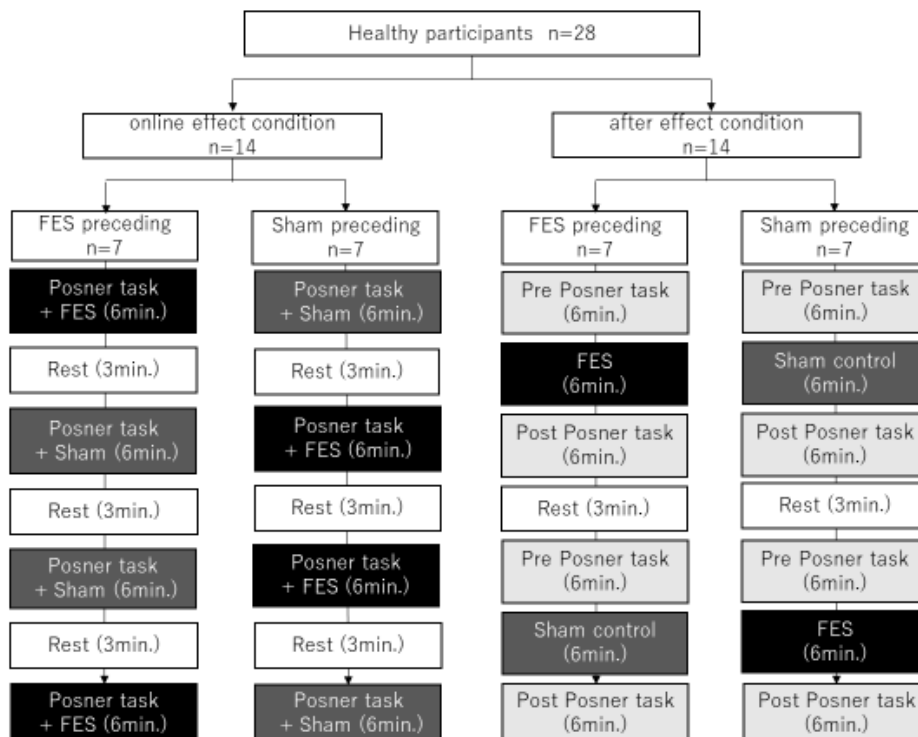 Healthy participants n=28
online effect condition
n=14
after effect condition
n=14
FES preceding
n=7
Posner task
+ FES (6min.)
Rest (3min.)
Posner task
+ Sham (6min.)
Rest (3min.)
Posner task
+ Sham (6min.)
Rest (3min.)
Posner task
+ FES (6min.)
Sham preceding
n=7
Posner task
+ Sham (6min.)
Rest (3min.)
Posner task
+ FES (6min.)
Rest (3min.)
Posner task
+ FES (6min.)
Rest (3min.)
Posner task
+ Sham (6min.)
FES preceding
n=7
Pre Posner task
(6min.)
FES
(6min.)
Post Posner task
(6min.)
Rest (3min.)
Pre Posner task
(6min.)
Sham control
(6min.)
Post Posner task
(6min.)
Sham preceding
n=7
Pre Posner task
(6min.)
Sham control
(6min.)
Post Posner task
(6min.)
Rest (3min.)
Pre Posner task
(6min.)
FES
(6min.)
Post Posner task
(6min.)